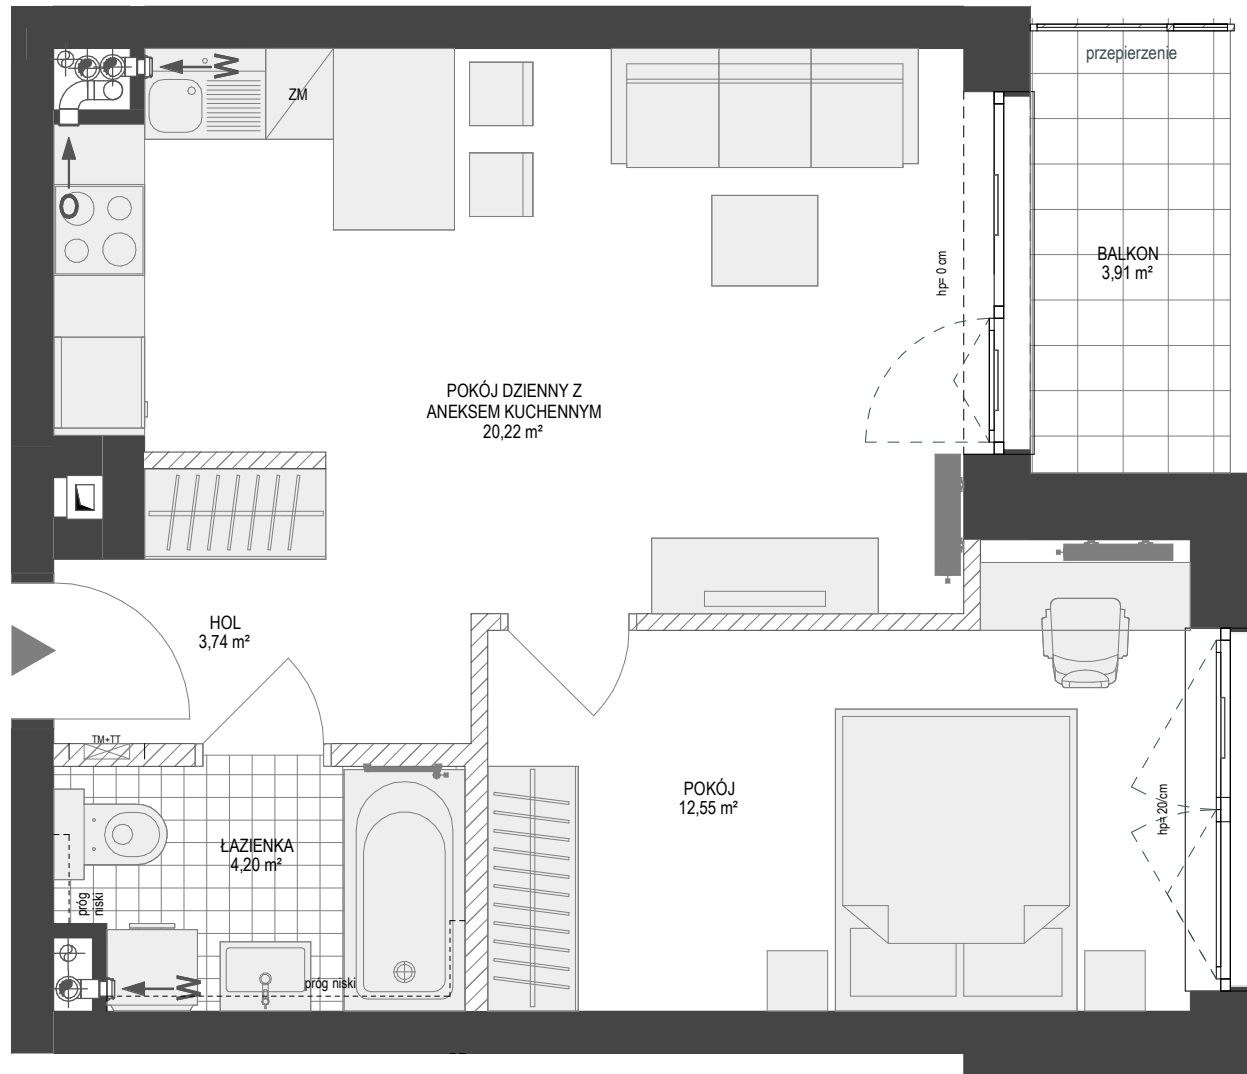 przepierzenie
W
ZM
BALKON
3,91 m²
hp= 0 cm
POKÓJ DZIENNY Z
ANEKSEM KUCHENNYM
20,22 m²
HOL
3,74 m²
TM+TT
POKÓJ
12,55 m²
hp= 20 cm
ŁAZIENKA
4,20 m²
próg
niski
próg niski
W